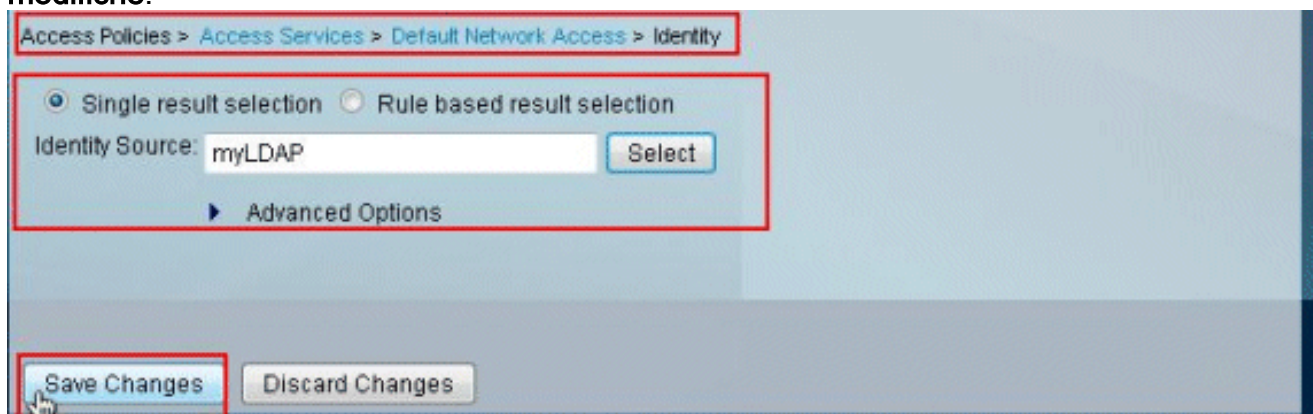 Access Policies > Access Services > Default Network Access > Identity
Single result selection Rule based result selection
Identity Source: myLDAP Select
Advanced Options
Save Changes Discard Changes